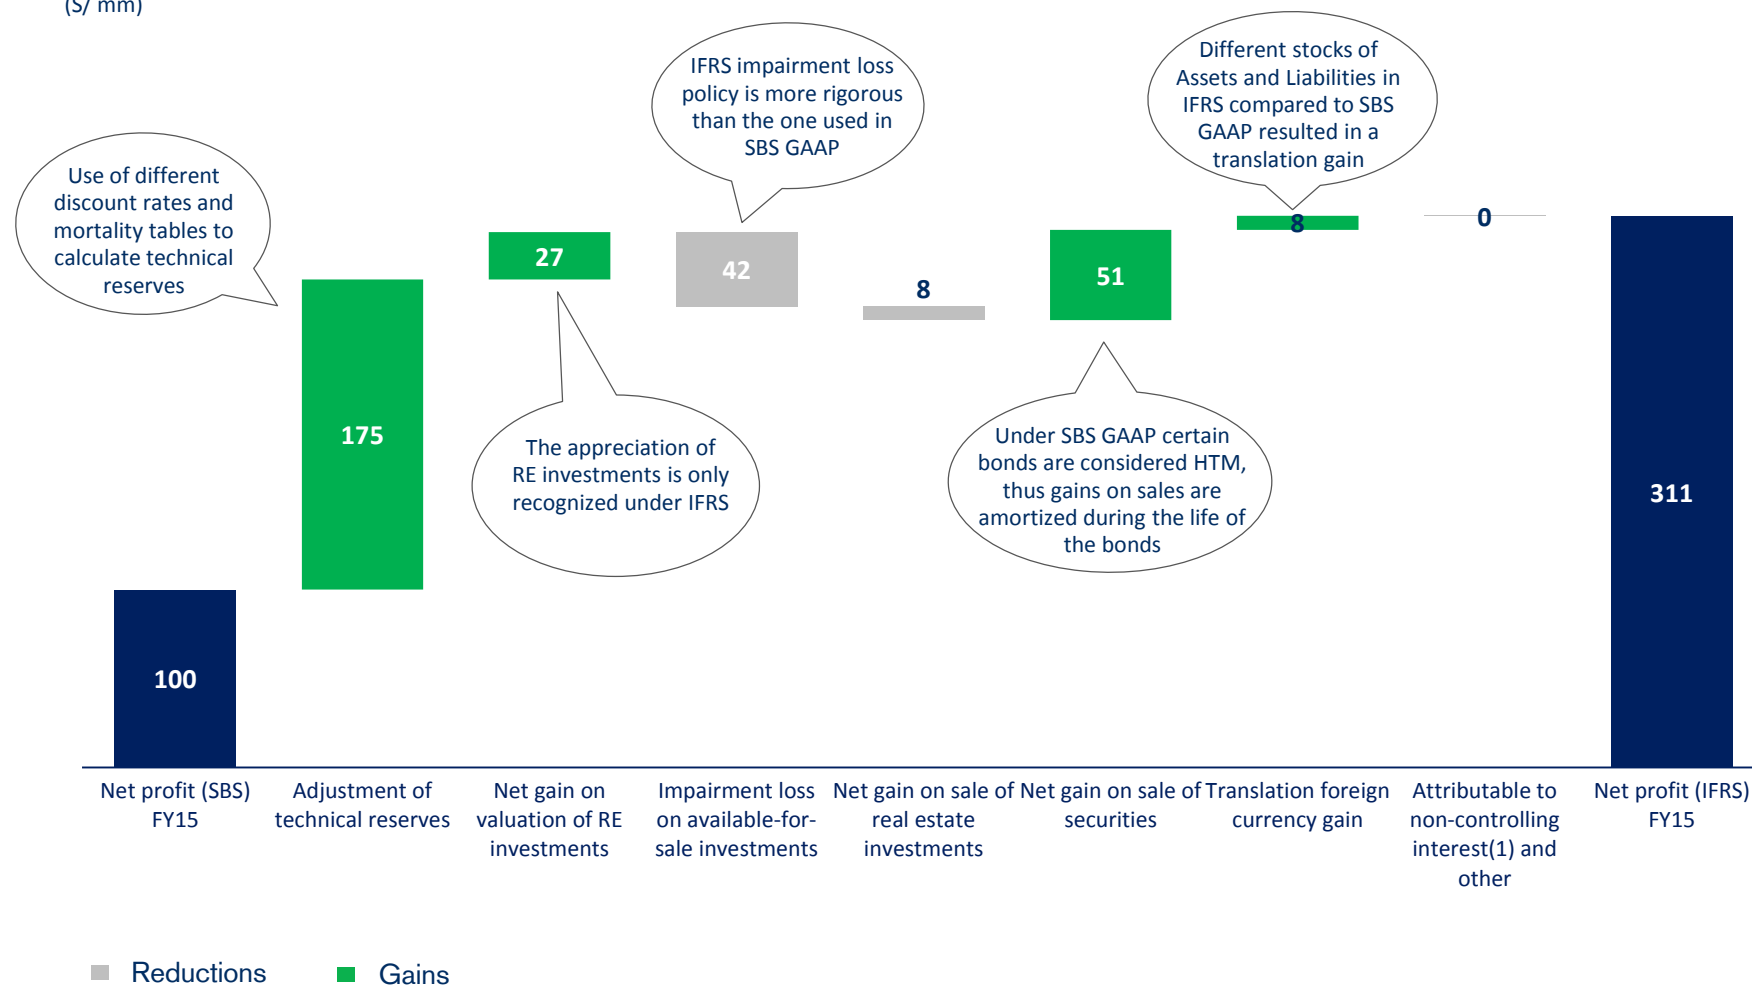 (S/ mm)
Use of different
discount rates and
mortality tables to
calculate technical
reserves
IFRS impairment loss
policy is more rigorous
than the one used in
SBS GAAP
Different stocks of
Assets and Liabilities in
IFRS compared to SBS
GAAP resulted in a
translation gain
The appreciation of
RE investments is only
recognized under IFRS
Under SBS GAAP certain
bonds are considered HTM,
thus gains on sales are
amortized during the life of
the bonds
100
175
27
42
8
51
8
0
311
Net profit (SBS)
FY15
Adjustment of
technical reserves
Net gain on
valuation of RE
investments
Impairment loss
on available-for-
sale investments
Net gain on sale of
real estate
investments
Net gain on sale of
securities
Translation foreign
currency gain
Attributable to
non-controlling
interest(1) and
other
Net profit (IFRS)
FY15
Reductions
Gains